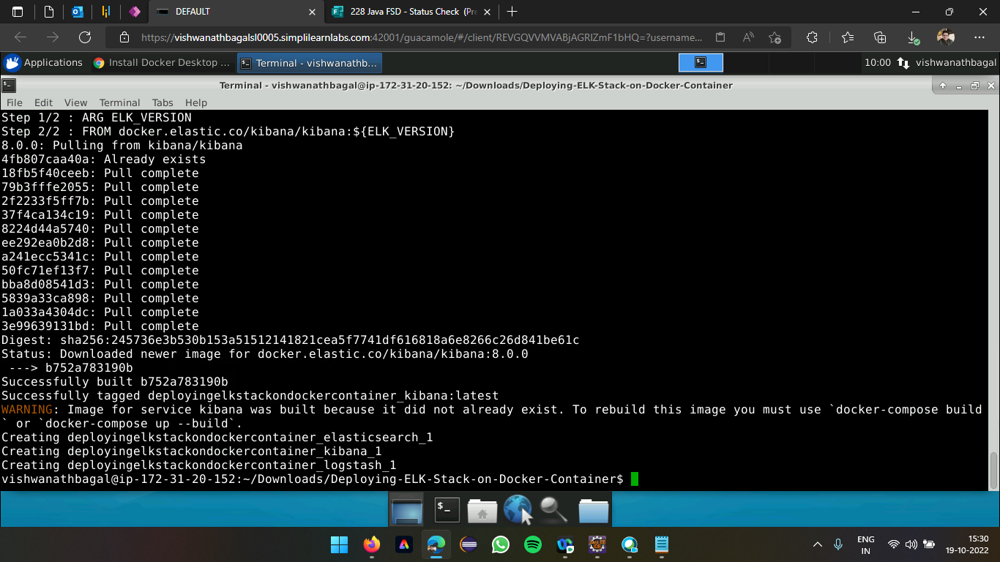 DEFAULT
228 Java FSD - Status Check (Pre
https://vishwanathbagalsl0005.simplilearnlabs.com:42001/guacamole/#/client/REVGQVVMVABjAGRlZmF1bHQ=?username...
Applications
Install Docker Desktop ...
Terminal - vishwanathb...
10:00
vishwanathbagal
Terminal - vishwanathbagal@ip-172-31-20-152: ~/Downloads/Deploying-ELK-Stack-on-Docker-Container
File Edit View Terminal Tabs Help
Step 1/2 : ARG ELK_VERSION
Step 2/2 : FROM docker.elastic.co/kibana/kibana:${ELK_VERSION}
8.0.0: Pulling from kibana/kibana
4fb807caa40a: Already exists
18fb5f40ceeb: Pull complete
79b3fffe2055: Pull complete
2f2233f5ff7b: Pull complete
37f4ca134c19: Pull complete
8224d44a5740: Pull complete
ee292ea0b2d8: Pull complete
a241ecc5341c: Pull complete
50fc71ef13f7: Pull complete
bba8d08541d3: Pull complete
5839a33ca898: Pull complete
1a033a4304dc: Pull complete
3e99639131bd: Pull complete
Digest: sha256:245736e3b530b153a51512141821cea5f7741df616818a6e8266c26d841be61c
Status: Downloaded newer image for docker.elastic.co/kibana/kibana:8.0.0
---> b752a783190b
Successfully built b752a783190b
Successfully tagged deployingelkstackondockercontainer_kibana:latest
WARNING: Image for service kibana was built because it did not already exist. To rebuild this image you must use `docker-compose build
` or `docker-compose up --build`.
Creating deployingelkstackondockercontainer_elasticsearch_1
Creating deployingelkstackondockercontainer_kibana_1
Creating deployingelkstackondockercontainer_logstash_1
vishwanathbagal@ip-172-31-20-152:~/Downloads/Deploying-ELK-Stack-on-Docker-Container$
ENG
IN
15:30
19-10-2022